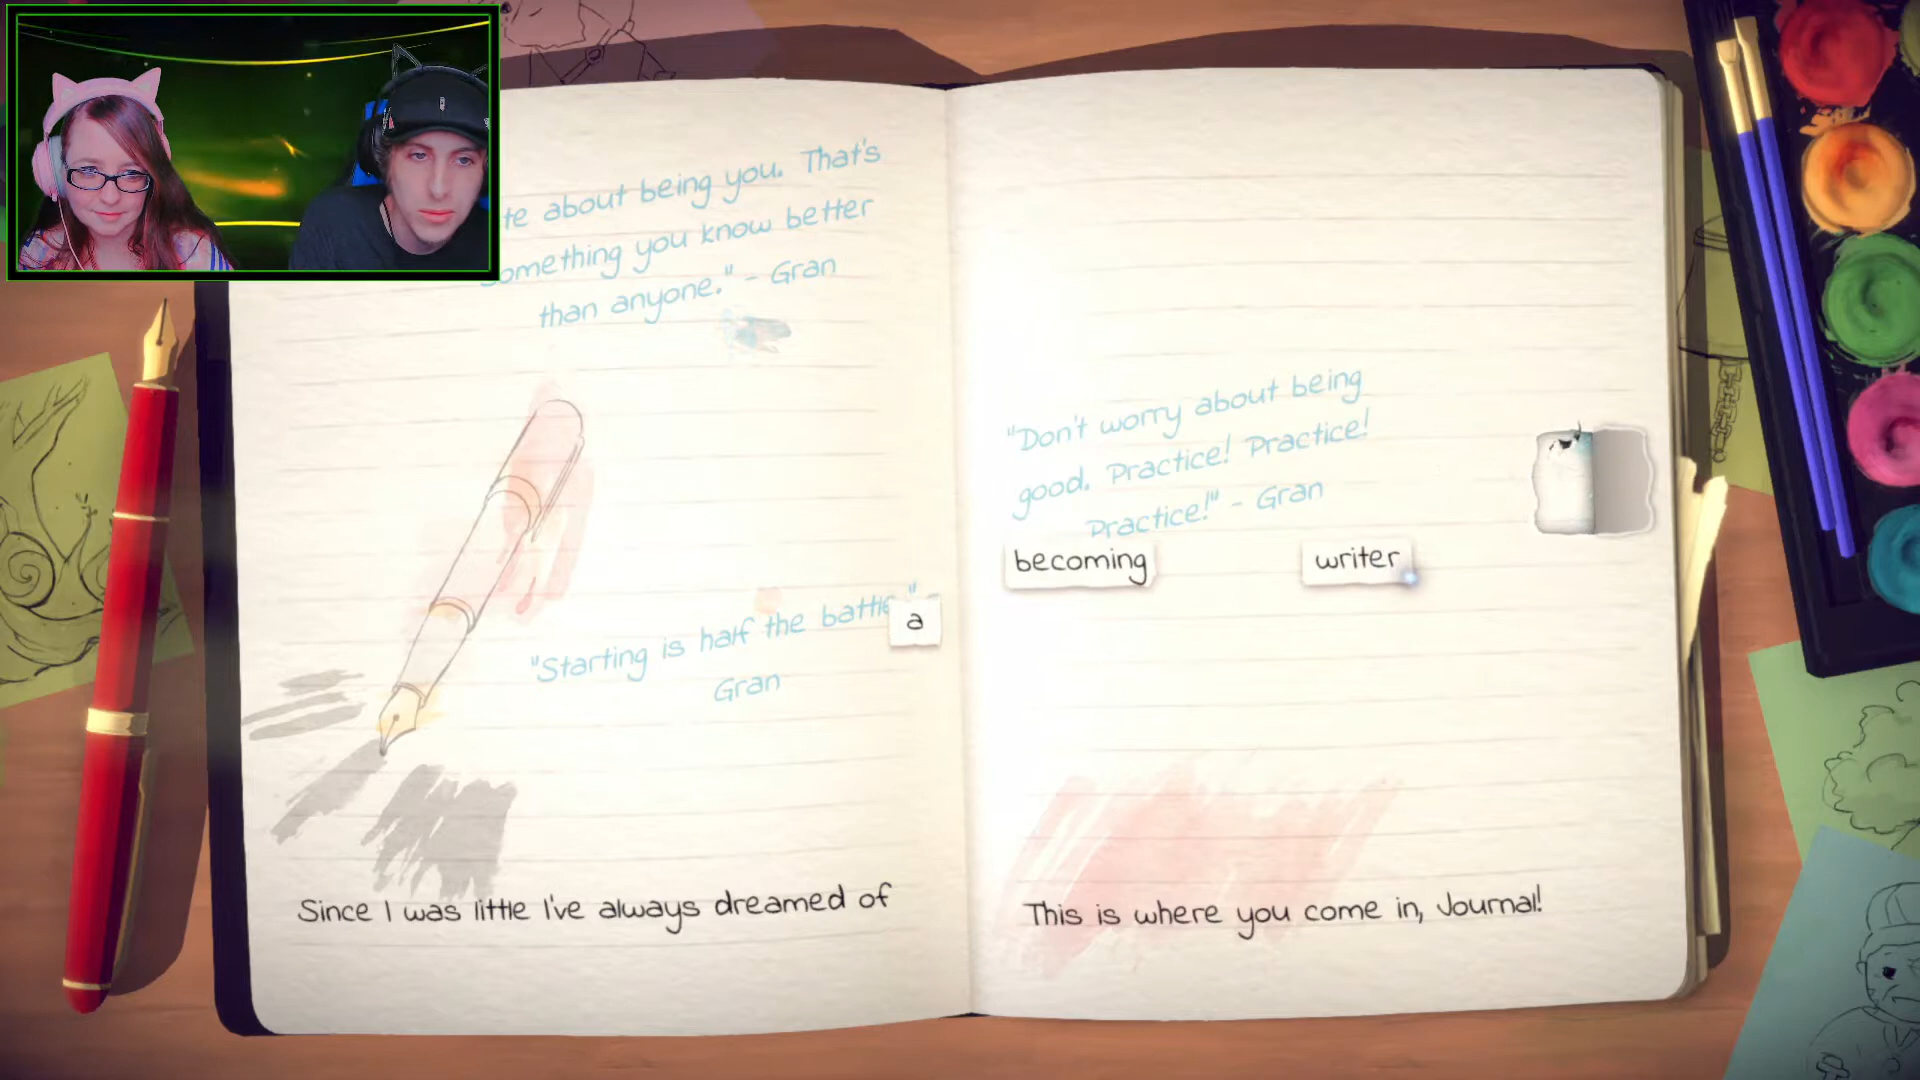 te about being you. That's
omething you know better
than anyone." - Gran
"Starting is half the
Gran
a
Since I was little I've always dreamed of
"Don't worry about being
good. Practice! Practice!
Practice!" - Gran
becoming
writer
This is where you come in, Journal!